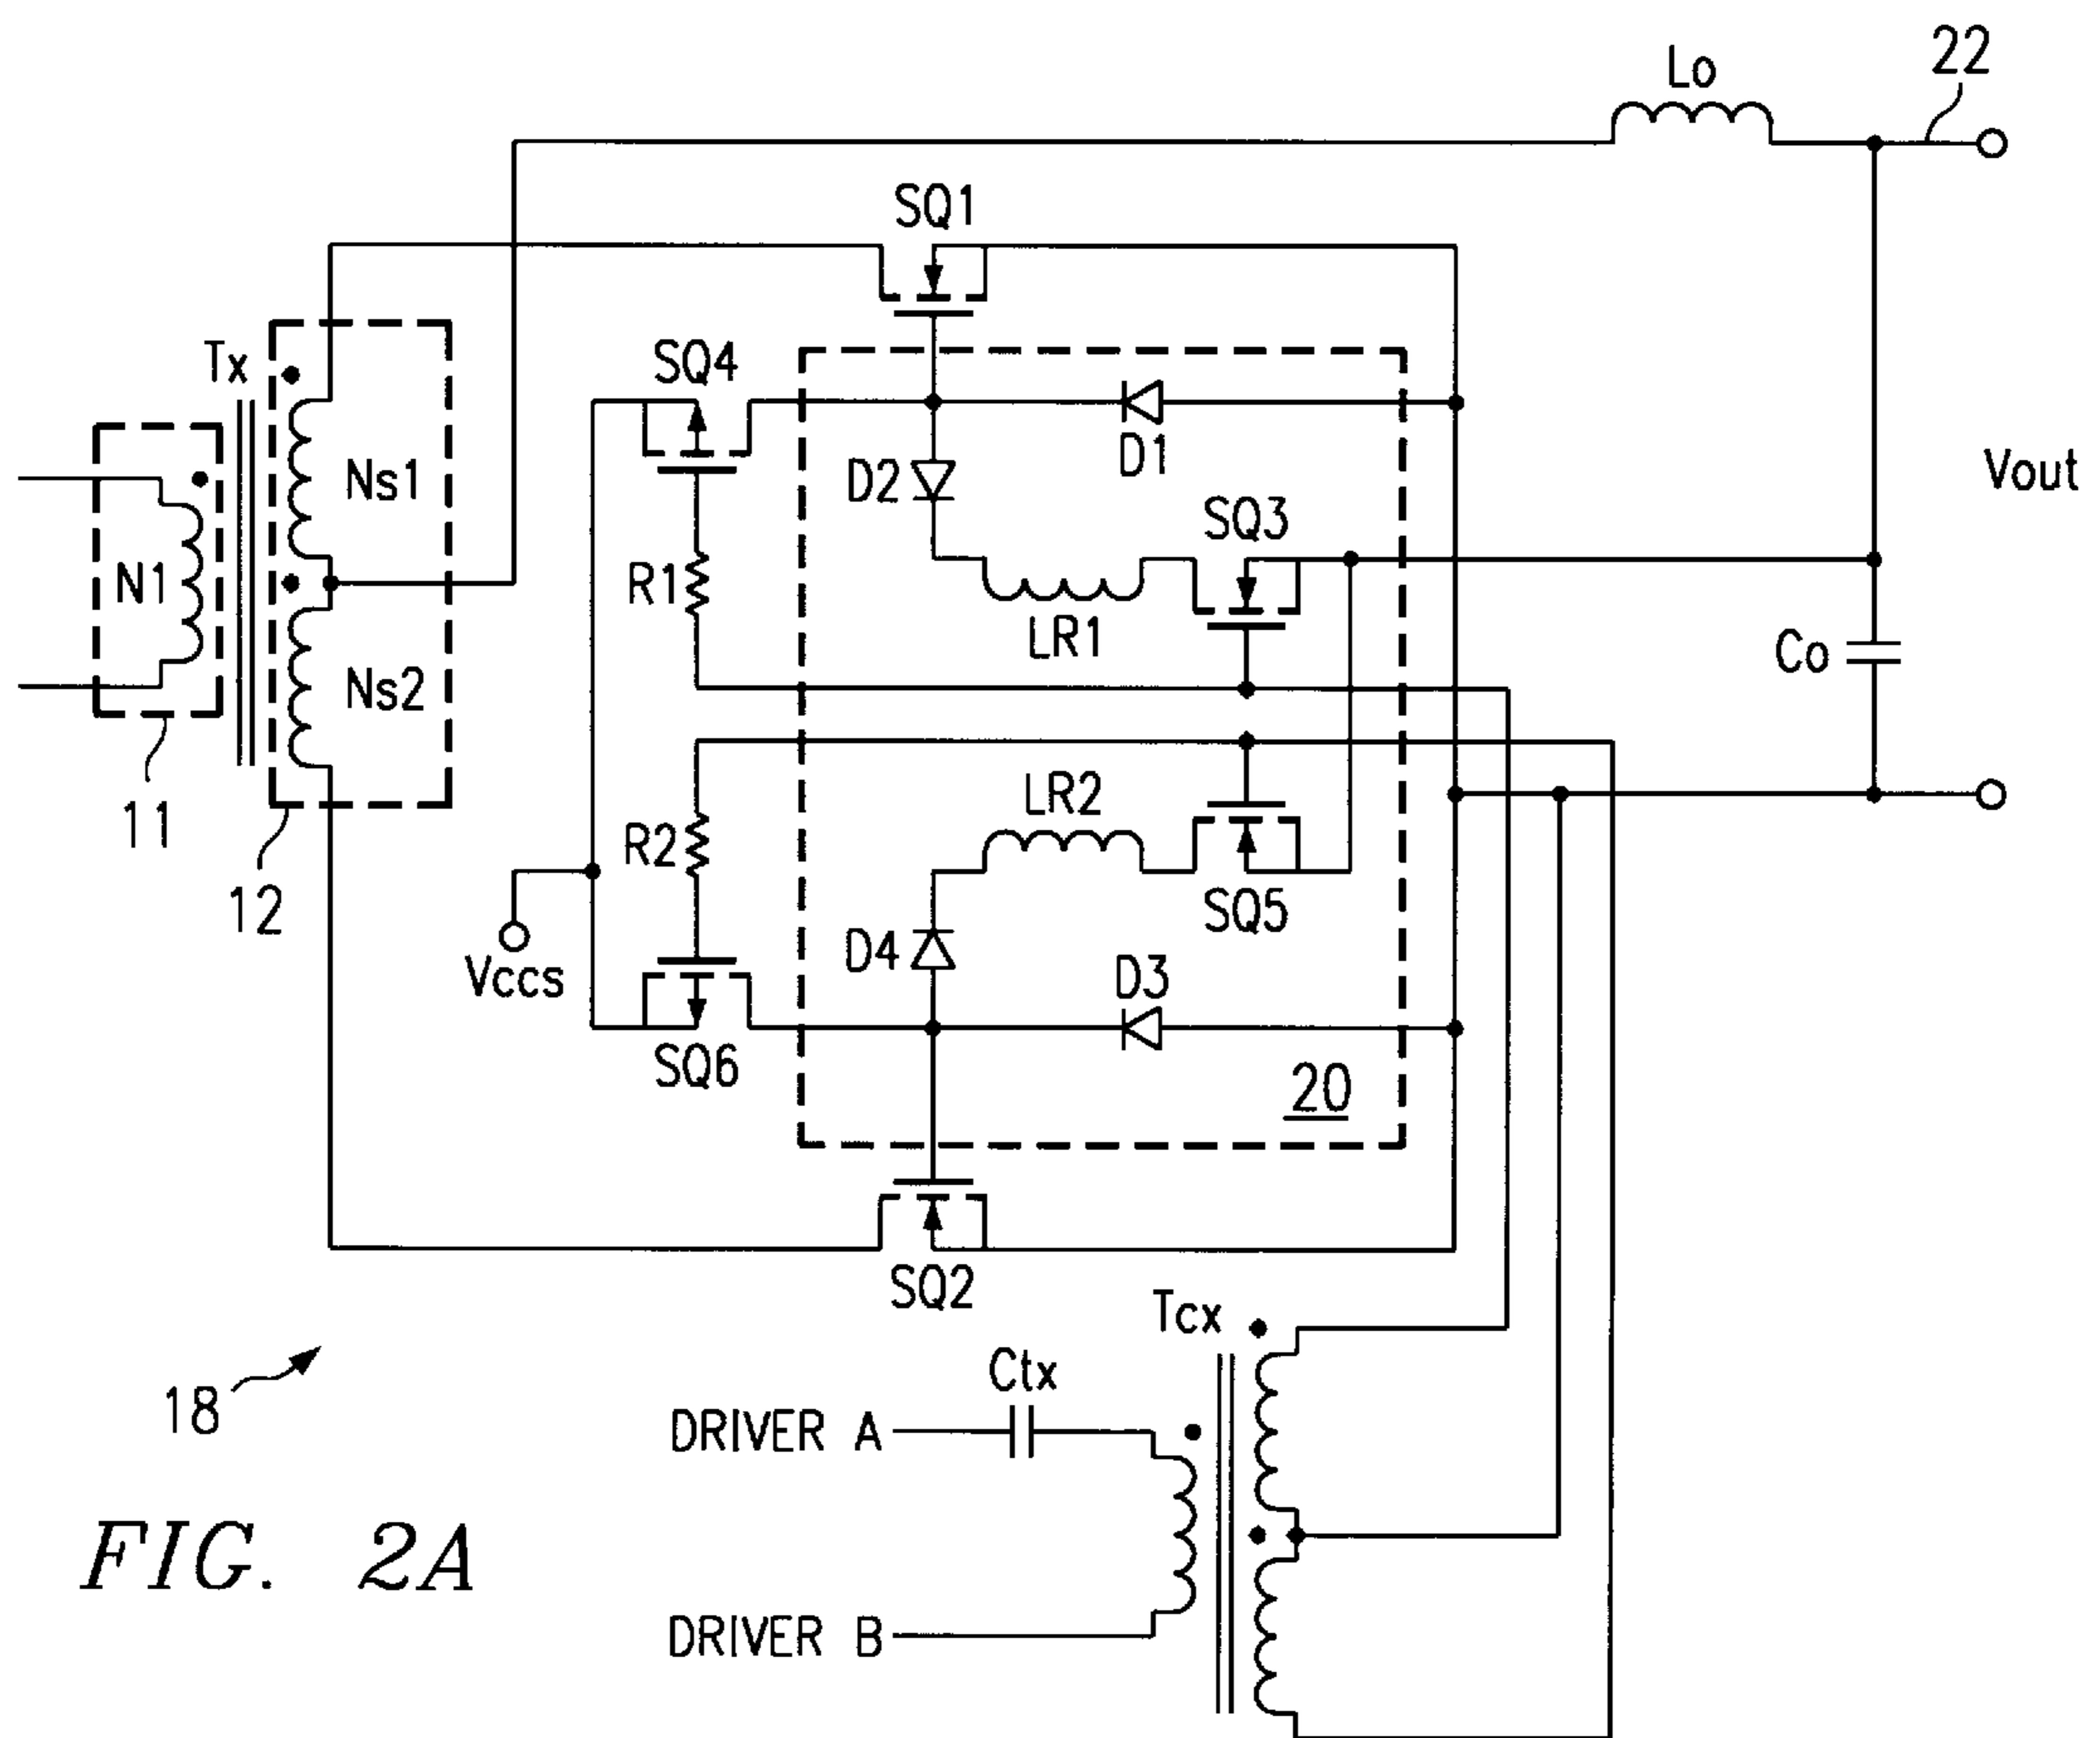 Lo
22
SQ1
Tx
SQ4
D1
Vout
Ns1
D2
SQ3
N1
R1
LR1
Co
Ns2
11
LR2
R2
12
SQ5
Vccs
D4
D3
SQ6
20
SQ2
Tcx
18
Ctx
DRIVER A
FIG. 2A
DRIVER B